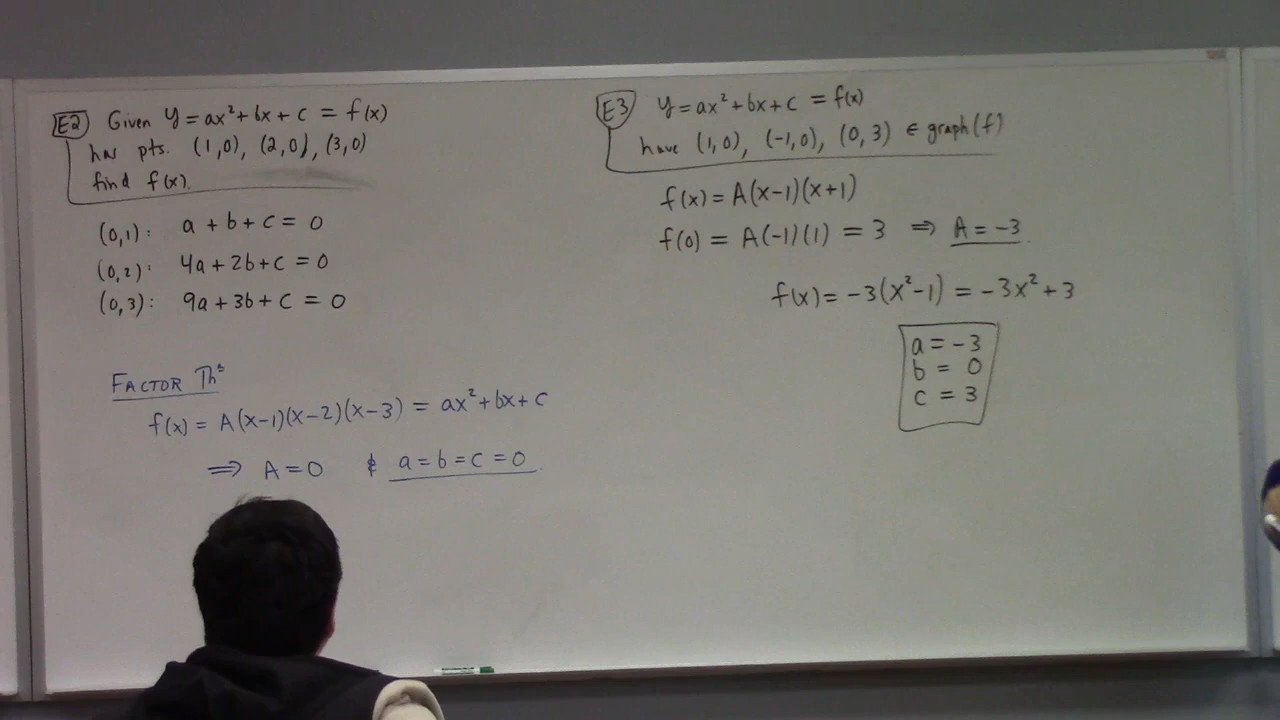 E2 Given y = ax² + bx + c = f(x)
has pts. (1,0), (2,0), (3,0)
find f(x).
(0,1): a + b + c = 0
(0,2): 4a + 2b + c = 0
(0,3): 9a + 3b + c = 0
FACTOR Thm
f(x) = A(x-1)(x-2)(x-3) = ax² + bx + c
⇒ A = 0 & a = b = c = 0.
E3 y = ax² + bx + c = f(x)
have (1,0), (-1,0), (0,3) ∈ graph(f)
f(x) = A(x-1)(x+1)
f(0) = A(-1)(1) = 3 ⇒ A = -3.
f(x) = -3(x²-1) = -3x² + 3
a = -3
b = 0
c = 3